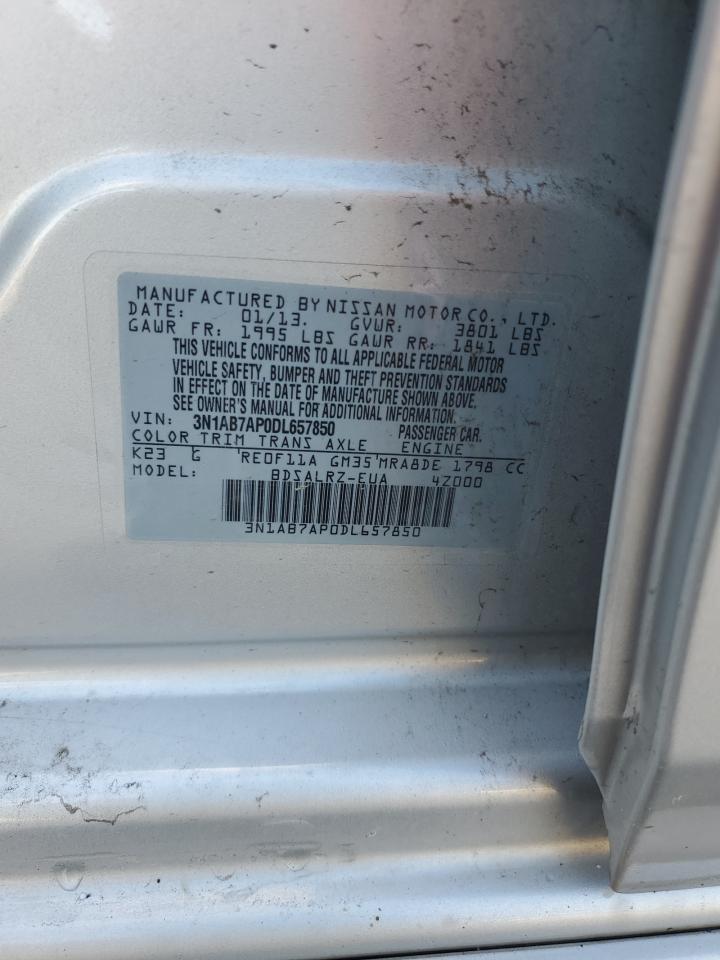 MANUFACTURED BY NISSAN MOTOR CO., LTD.
DATE: 01/13. GVWR: 3801 LBS
GAWR FR: 1995 LBS GAWR RR: 1841 LBS
THIS VEHICLE CONFORMS TO ALL APPLICABLE FEDERAL MOTOR
VEHICLE SAFETY, BUMPER AND THEFT PREVENTION STANDARDS
IN EFFECT ON THE DATE OF MANUFACTURE SHOWN ABOVE.
SEE OWNER'S MANUAL FOR ADDITIONAL INFORMATION.
VIN: 3N1AB7AP0DL657850 PASSENGER CAR.
COLOR TRIM TRANS AXLE ENGINE
K23 G RE0F11A GM35 MRA8DE 1798 CC
MODEL: BDSALRZ-EUA 4Z000
3N1AB7AP0DL657850